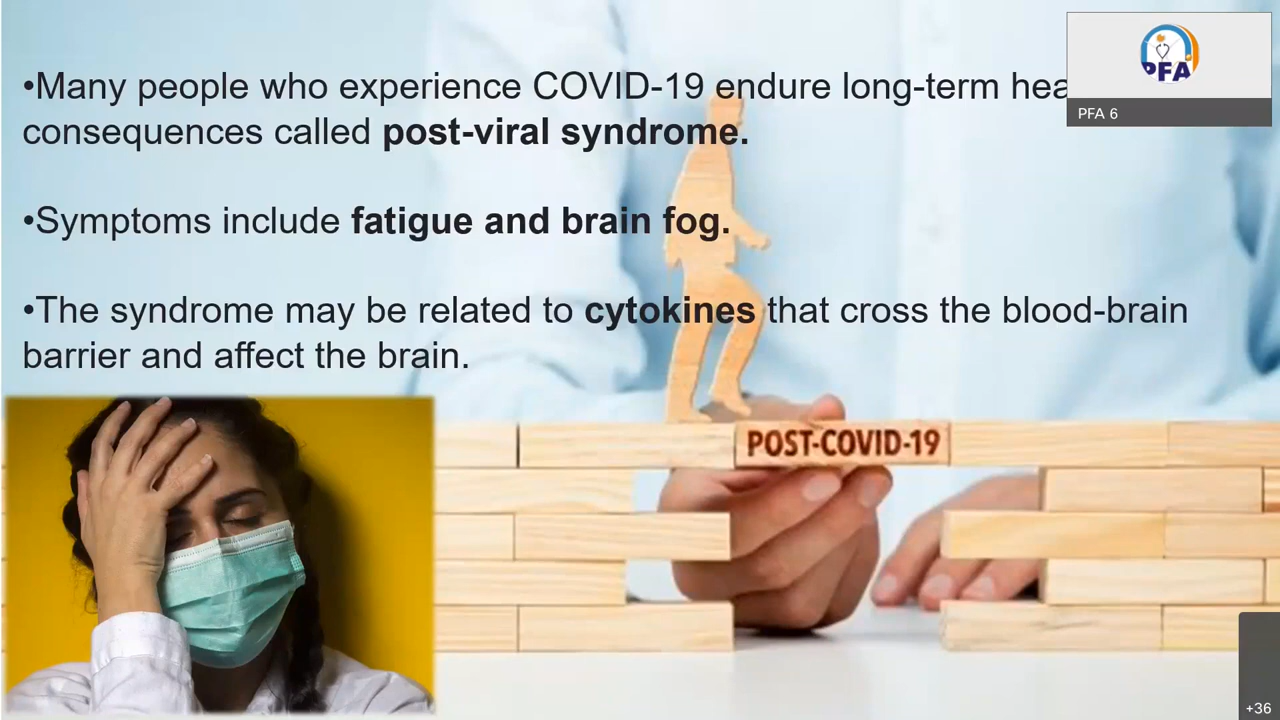 •Many people who experience COVID-19 endure long-term
consequences called post-viral syndrome.
•Symptoms include fatigue and brain fog.
•The syndrome may be related to cytokines that cross the blood-brain
barrier and affect the brain.
PFA
PFA 6
POST-COVID-19
+36